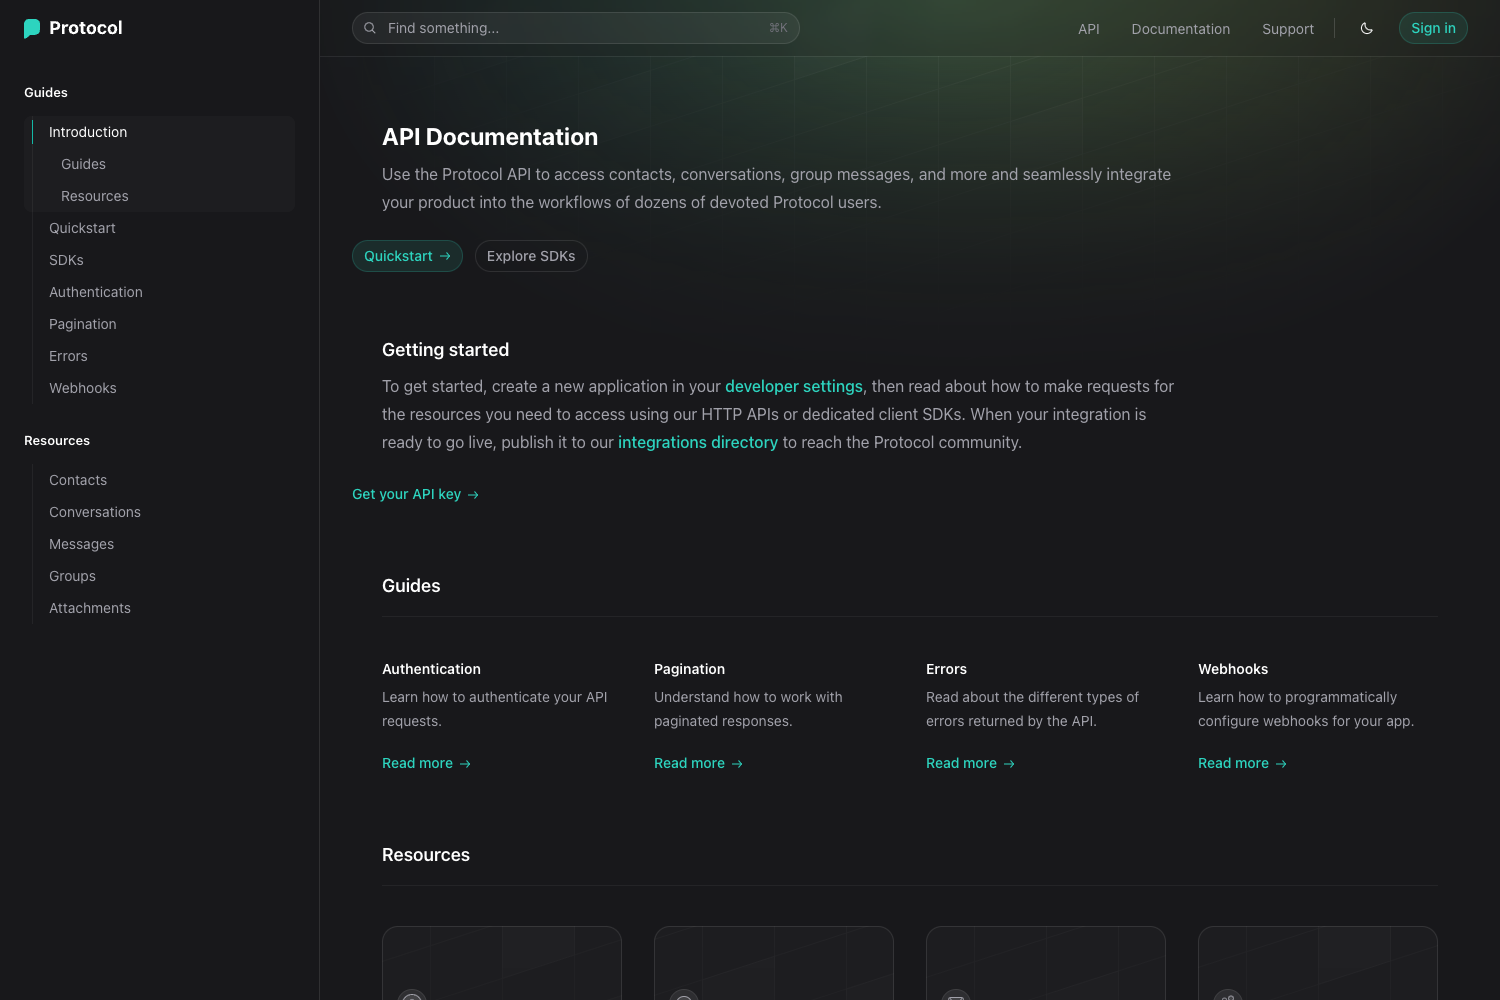 Protocol
Find something...
⌘K
API
Documentation
Support
Sign in
Guides
Introduction
Guides
Resources
Quickstart
SDKs
Authentication
Pagination
Errors
Webhooks
Resources
Contacts
Conversations
Messages
Groups
Attachments
API Documentation
Use the Protocol API to access contacts, conversations, group messages, and more and seamlessly integrate
your product into the workflows of dozens of devoted Protocol users.
Quickstart →
Explore SDKs
Getting started
To get started, create a new application in your developer settings, then read about how to make requests for
the resources you need to access using our HTTP APIs or dedicated client SDKs. When your integration is
ready to go live, publish it to our integrations directory to reach the Protocol community.
Get your API key →
Guides
Authentication
Learn how to authenticate your API
requests.
Read more →
Pagination
Understand how to work with
paginated responses.
Read more →
Errors
Read about the different types of
errors returned by the API.
Read more →
Webhooks
Learn how to programmatically
configure webhooks for your app.
Read more →
Resources